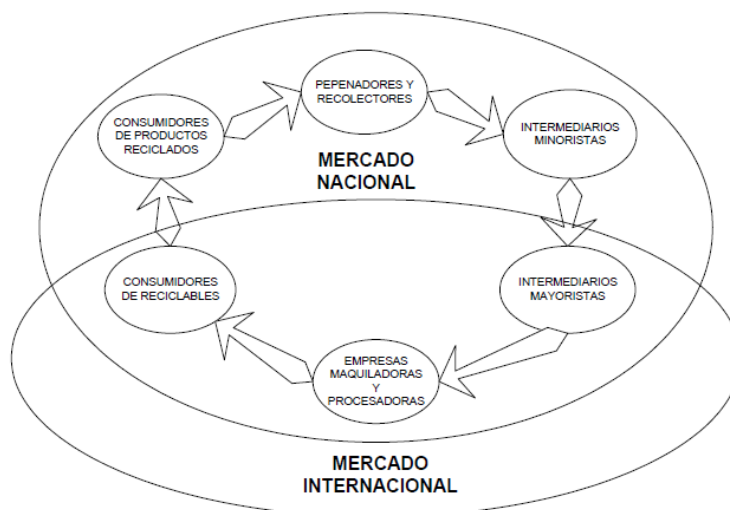 PEPENADORES Y
RECOLECTORES
CONSUMIDORES
DE PRODUCTOS
RECICLADOS
INTERMEDIARIOS
MINORISTAS
MERCADO
NACIONAL
CONSUMIDORES
DE RECICLABLES
INTERMEDIARIOS
MAYORISTAS
EMPRESAS
MAQUILADORAS
Y
PROCESADORAS
MERCADO
INTERNACIONAL